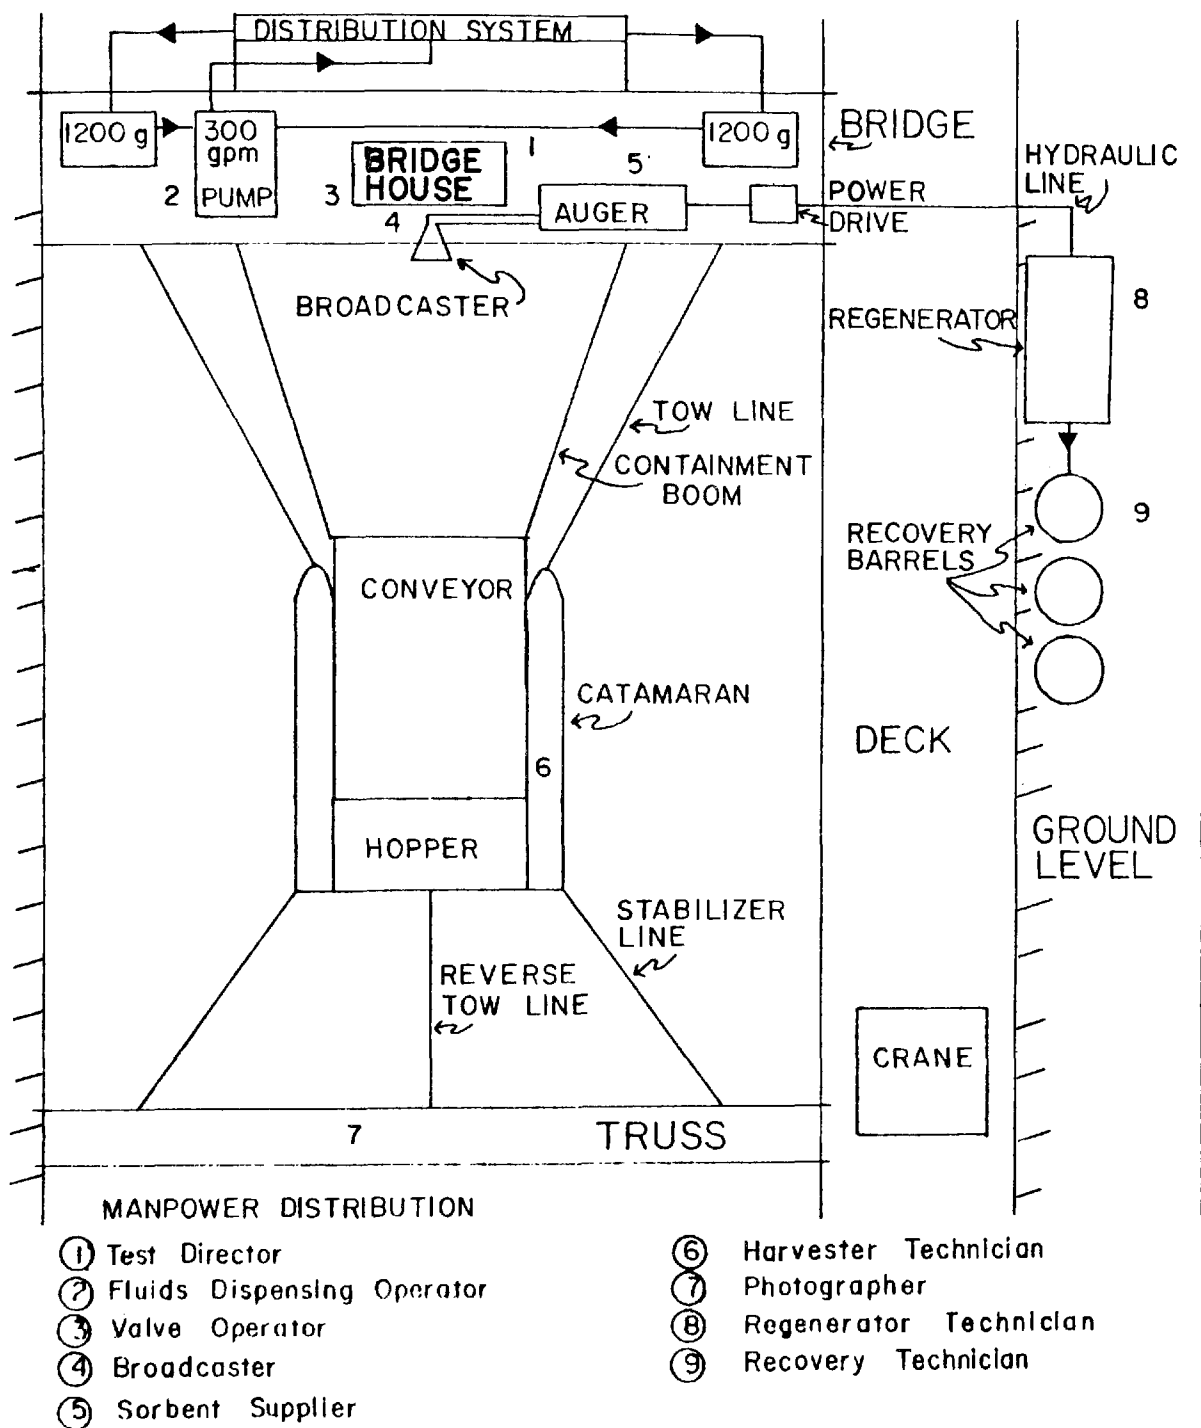 DISTRIBUTION SYSTEM
1200 g
300
gpm
PUMP
1200 g
BRIDGE
1
BRIDGE
HOUSE
2
3
4
5
AUGER
POWER
DRIVE
HYDRAULIC
LINE
BROADCASTER
REGENERATOR
8
TOW LINE
CONTAINMENT
BOOM
RECOVERY
BARRELS
9
CONVEYOR
CATAMARAN
6
DECK
HOPPER
GROUND
LEVEL
STABILIZER
LINE
REVERSE
TOW LINE
CRANE
7
TRUSS
MANPOWER DISTRIBUTION
1 Test Director
2 Fluids Dispensing Operator
3 Valve Operator
4 Broadcaster
5 Sorbent Supplier
6 Harvester Technician
7 Photographer
8 Regenerator Technician
9 Recovery Technician